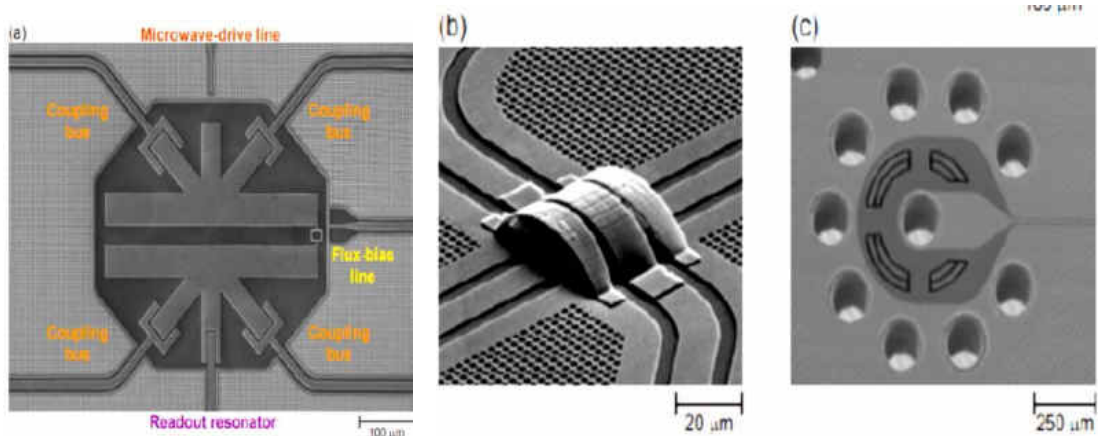 (a)
Microwave-drive line
Coupling
bus
Coupling
bus
Flux-bias
line
Coupling
bus
Coupling
bus
Readout resonator
100 µm
(b)
20 µm
(c)
250 µm